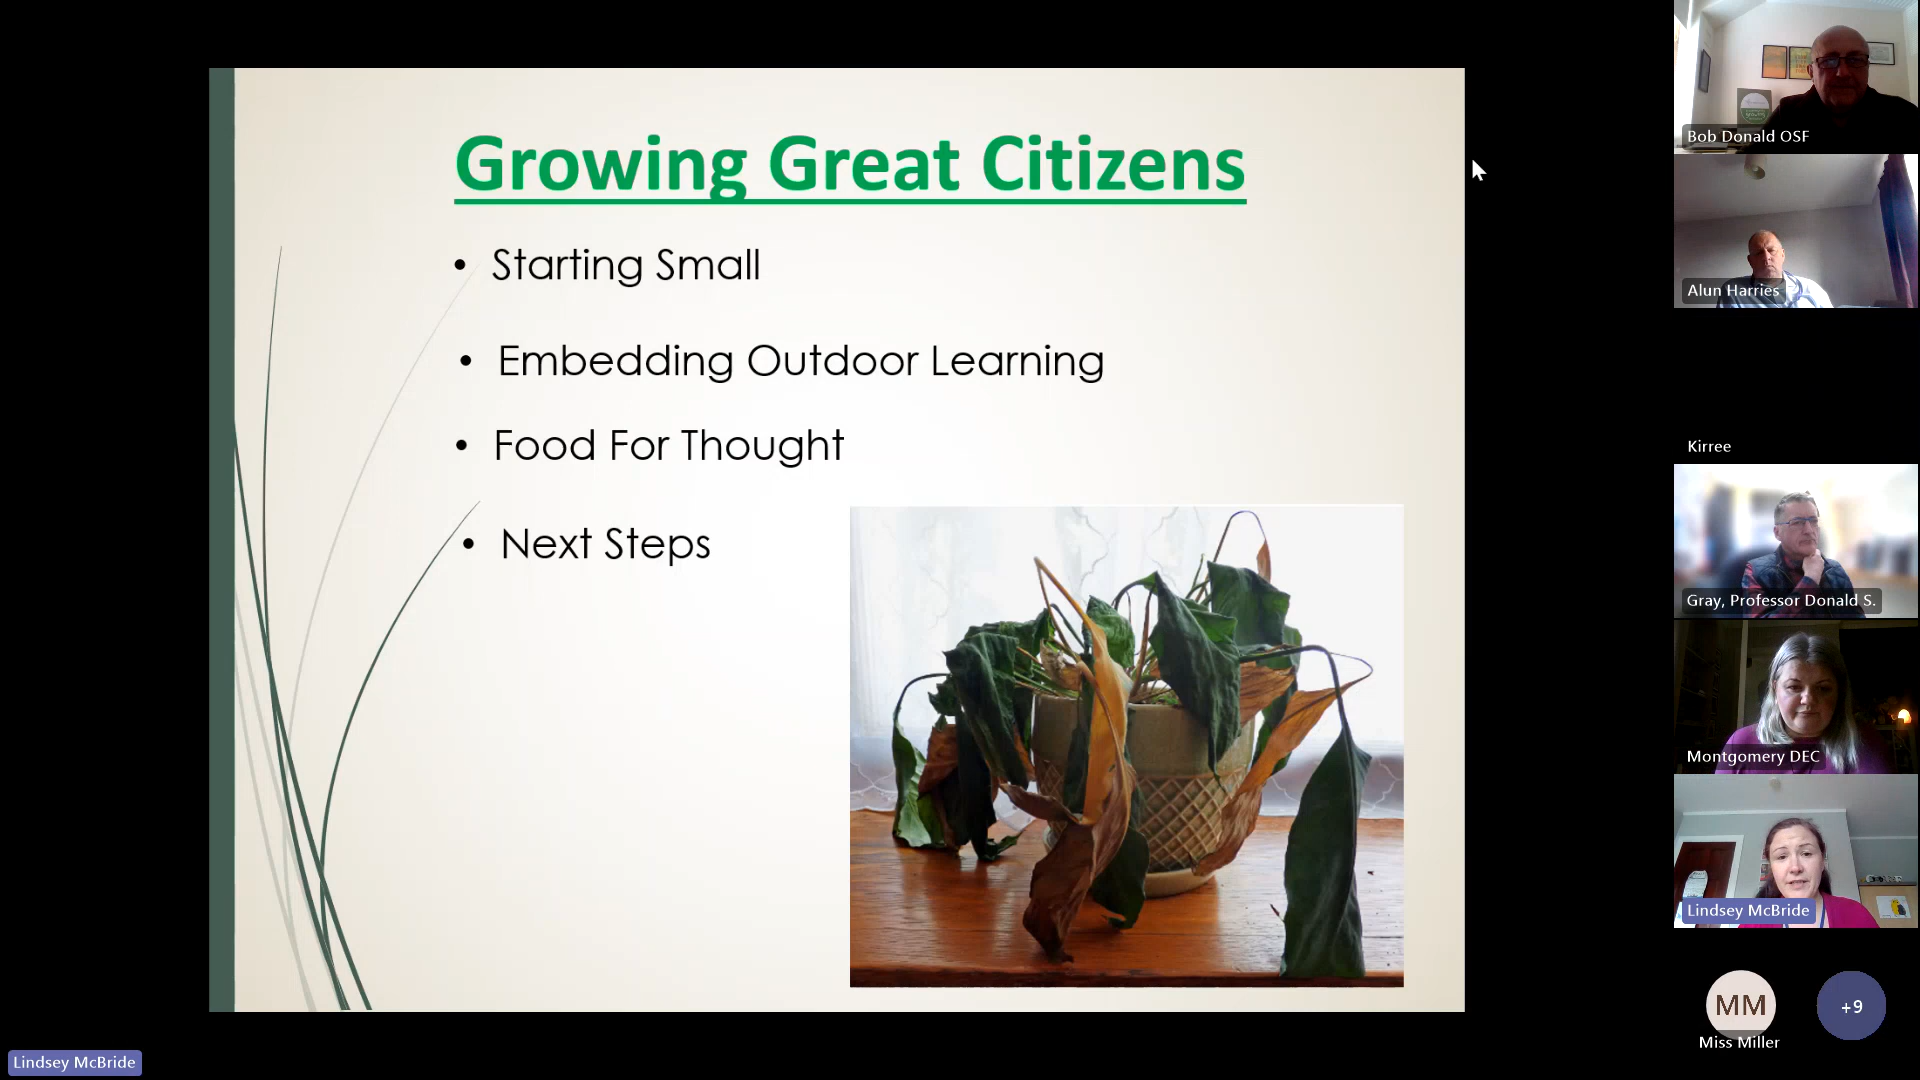 Growing Great Citizens
• Starting Small
• Embedding Outdoor Learning
• Food For Thought
• Next Steps
Bob Donald OSF
Alun Harries
Kirree
Gray, Professor Donald S.
Montgomery DEC
Lindsey McBride
MM
+9
Miss Miller
Lindsey McBride